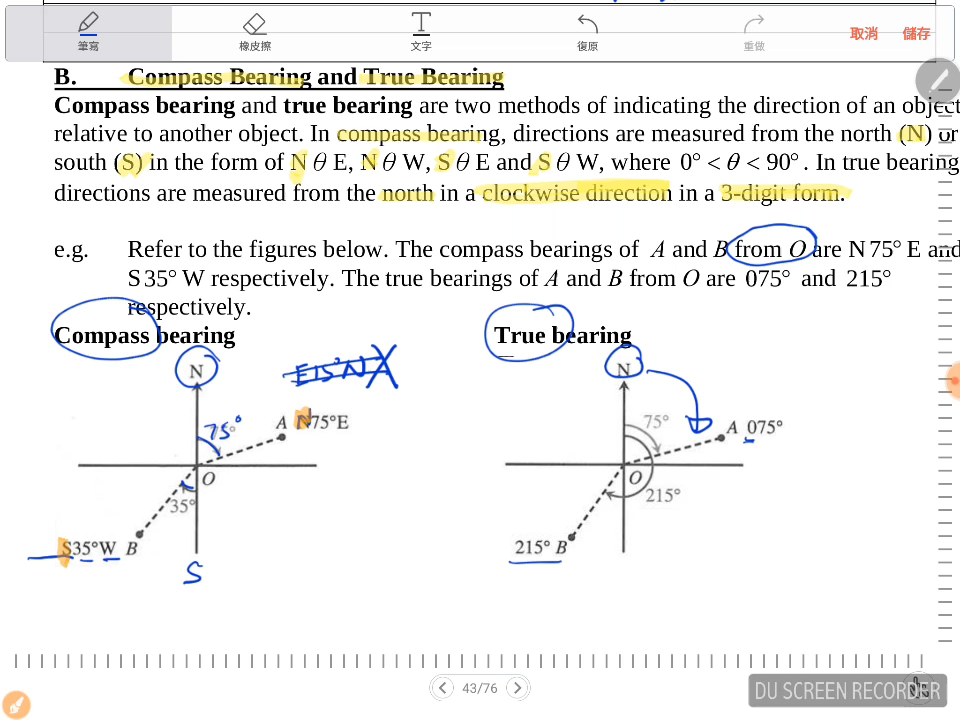 筆寫 橡皮擦 文字 復原 重做 取消 儲存
B. Compass Bearing and True Bearing
Compass bearing and true bearing are two methods of indicating the direction of an object
relative to another object. In compass bearing, directions are measured from the north (N) or
south (S) in the form of N θ E, N θ W, S θ E and S θ W, where 0° < θ < 90°. In true bearing,
directions are measured from the north in a clockwise direction in a 3-digit form.
e.g. Refer to the figures below. The compass bearings of A and B from O are N 75° E and
S 35° W respectively. The true bearings of A and B from O are 075° and 215°
respectively.
Compass bearing True bearing
N E15°N N
75° A N75°E 75° A 075°
O O
35° 215°
S35°W B 215° B
S
43/76
DU SCREEN RECORDER